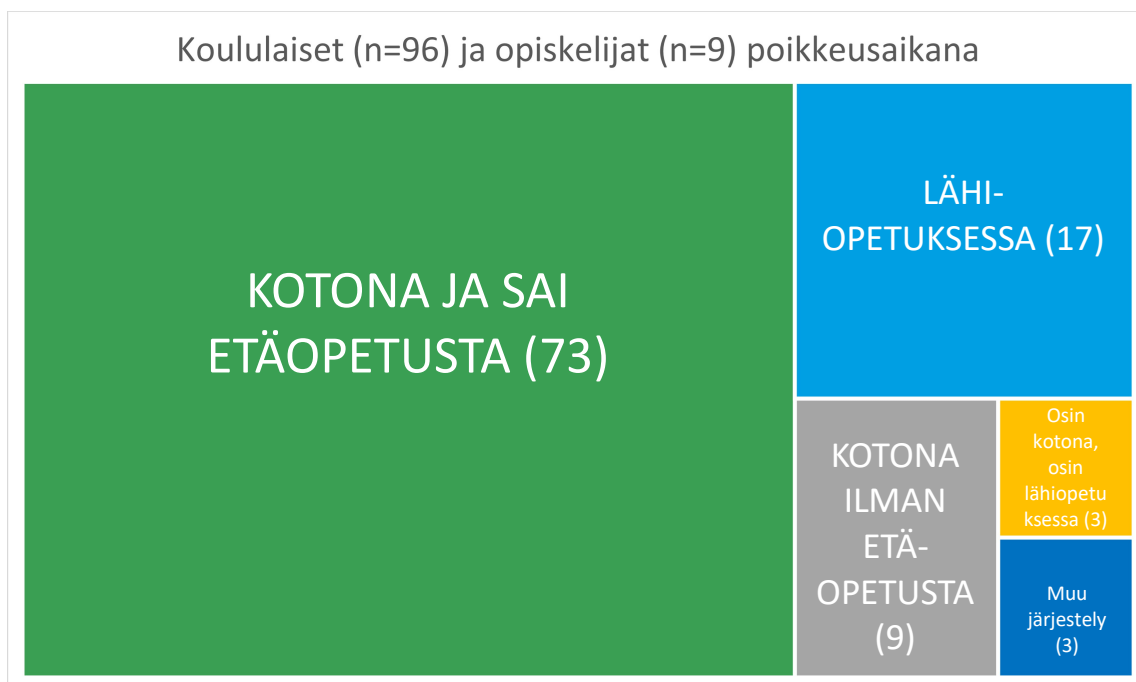 Koululaiset (n=96) ja opiskelijat (n=9) poikkeusaikana
KOTONA JA SAI
ETÄOPETUSTA (73)
LÄHI-
OPETUKSESSA (17)
KOTONA
ILMAN
ETÄ-
OPETUSTA
(9)
Osin
kotona,
osin
lähiopetu
ksessa (3)
Muu
järjestely
(3)